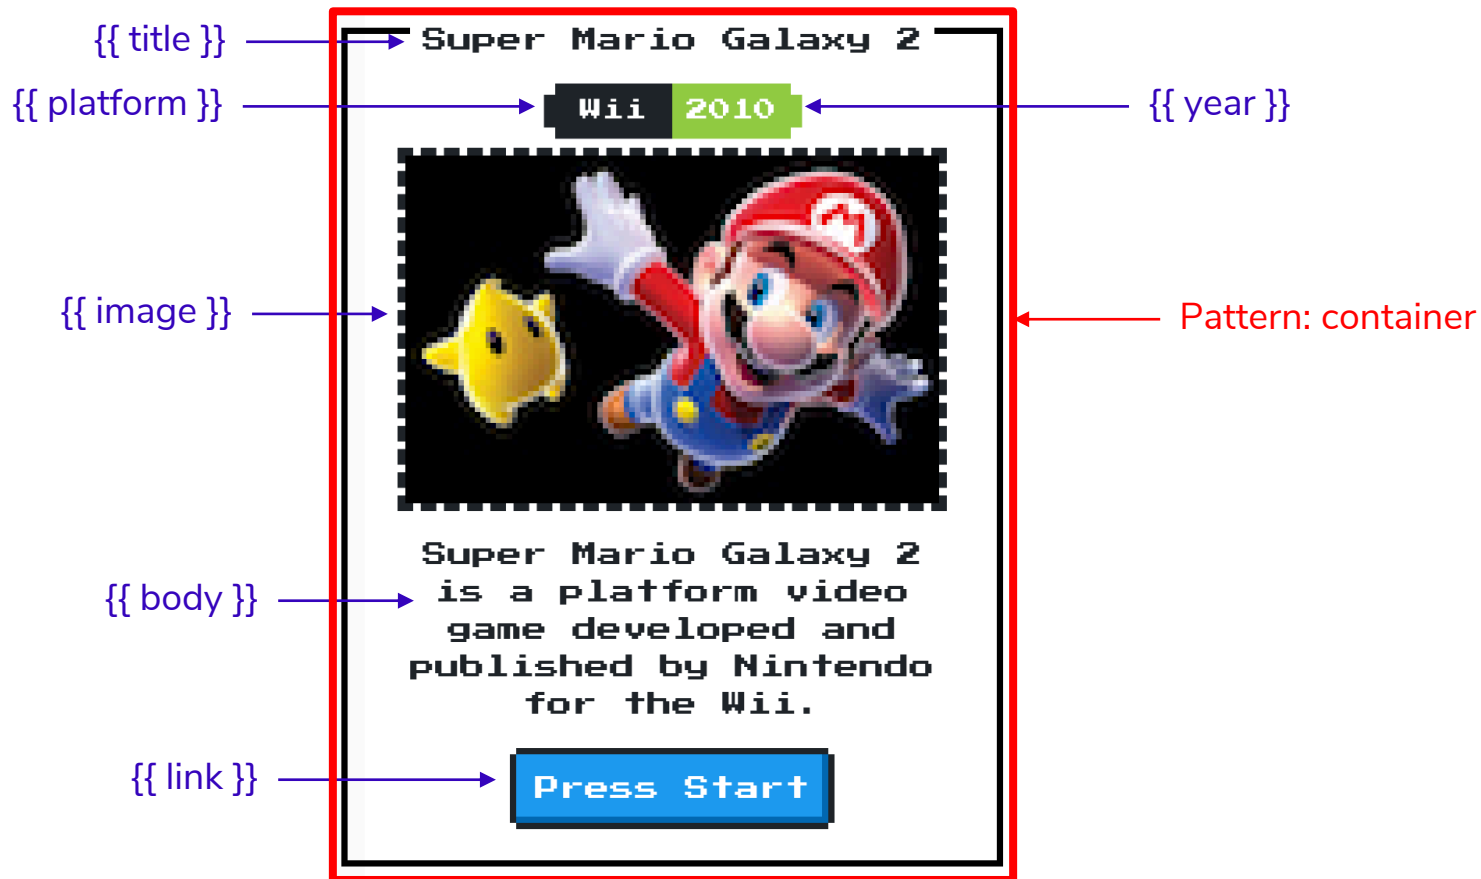 {{ title }}
Super Mario Galaxy 2
{{ platform }}
Wii 2010
{{ year }}
M
{{ image }}
Pattern: container
Super Mario Galaxy 2
is a platform video
game developed and
published by Nintendo
for the Wii.
{{ body }}
{{ link }}
Press Start